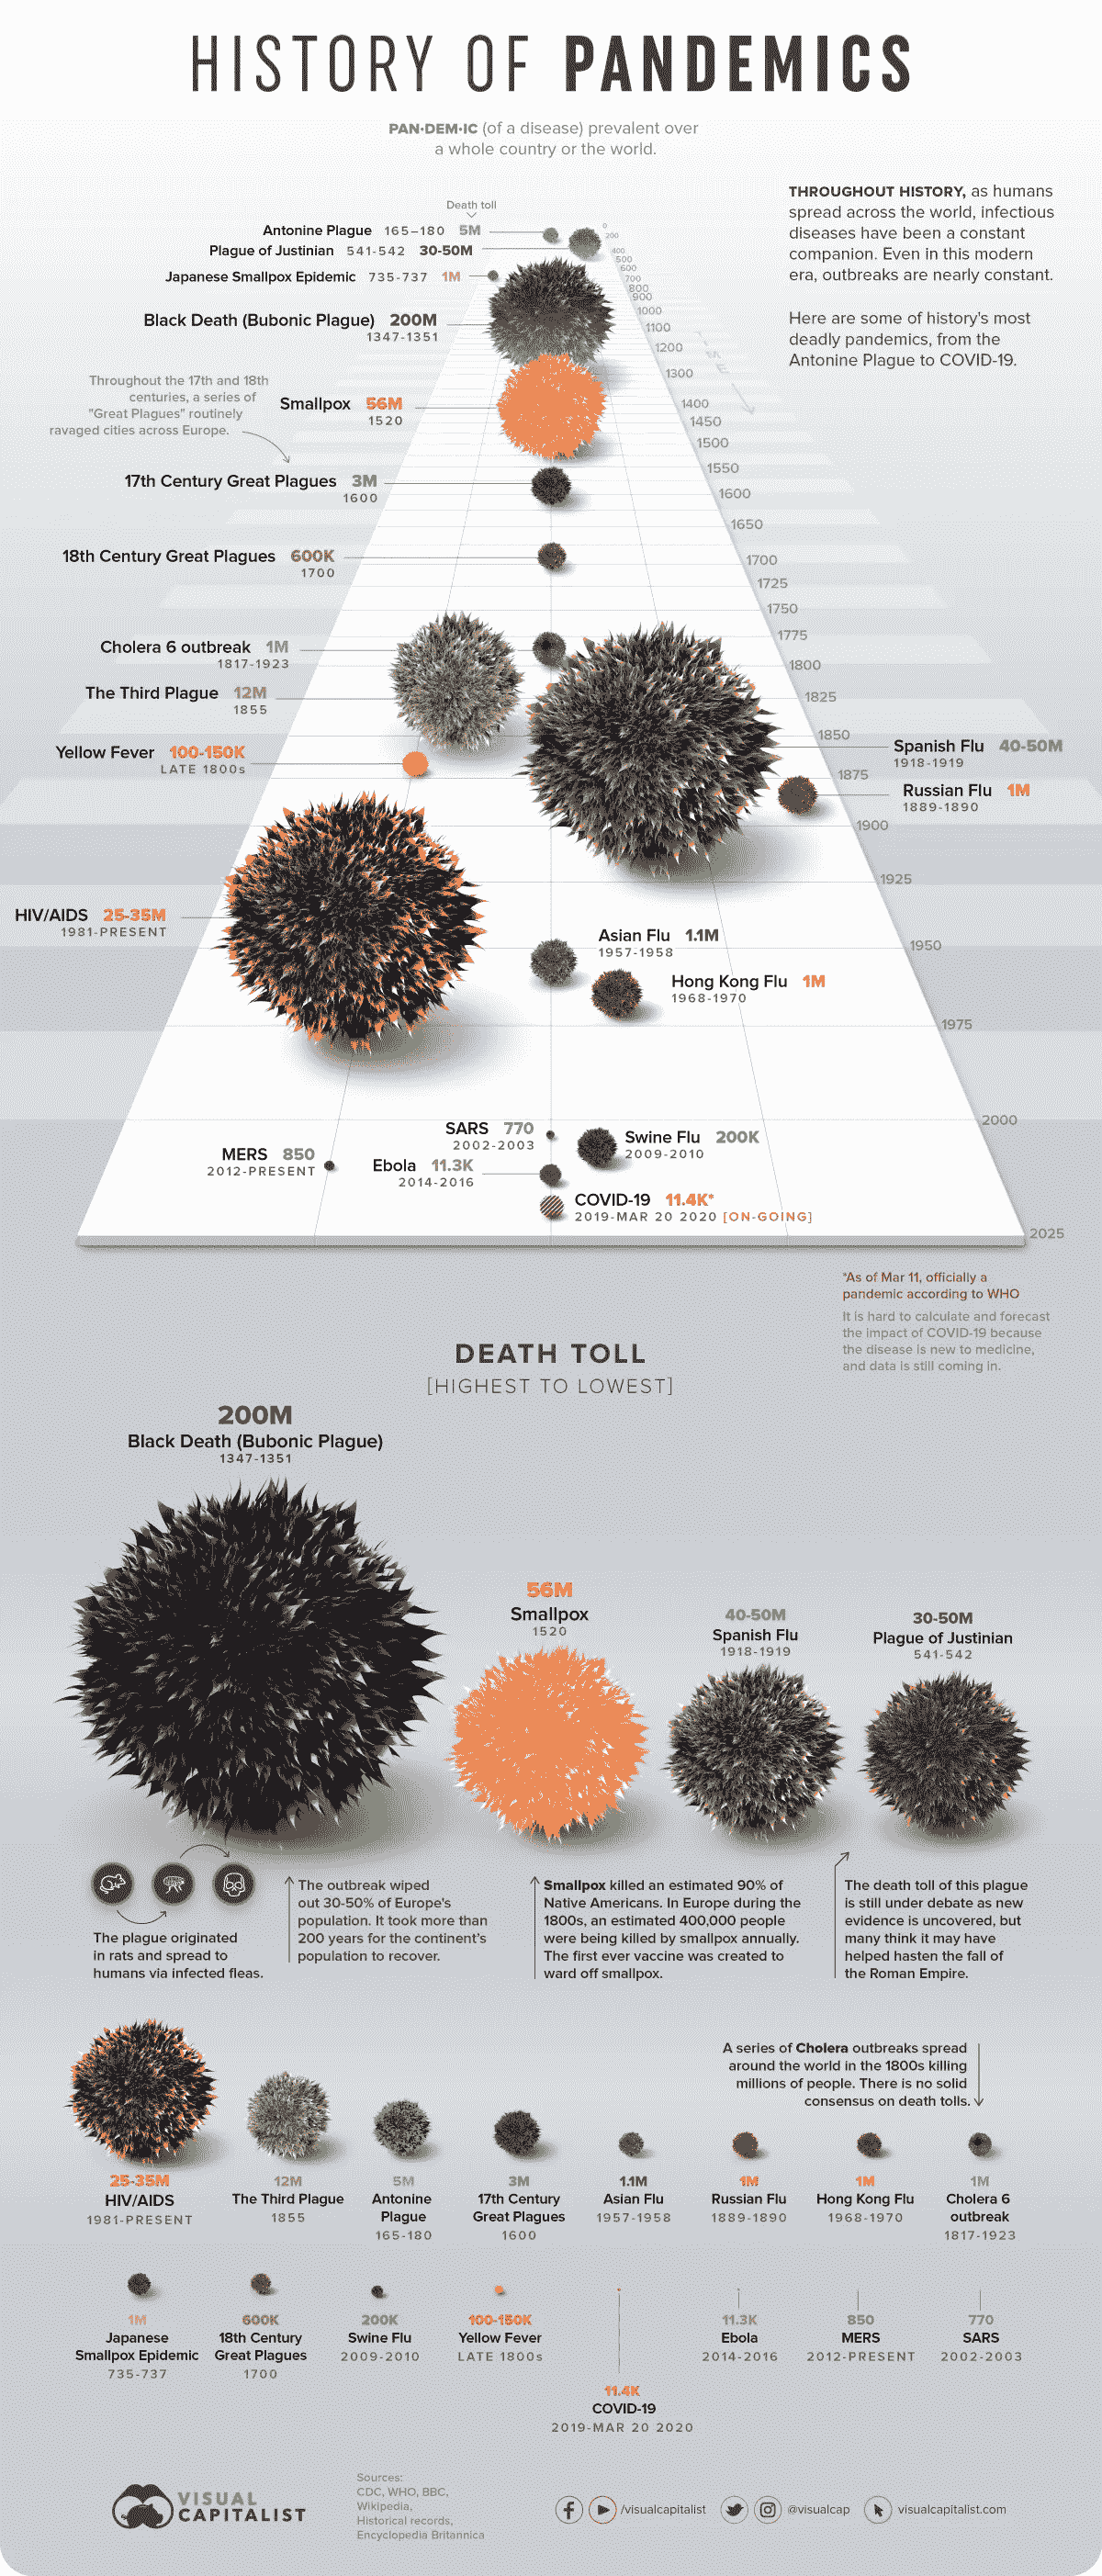 HISTORY OF PANDEMICS
PAN·DEM·IC (of a disease) prevalent over
a whole country or the world.
THROUGHOUT HISTORY, as humans
spread across the world, infectious
diseases have been a constant
companion. Even in this modern
era, outbreaks are nearly constant.
Here are some of history's most
deadly pandemics, from the
Antonine Plague to COVID-19.
Death toll
Antonine Plague 165–180 5M
Plague of Justinian 541-542 30-50M
Japanese Smallpox Epidemic 735-737 1M
Black Death (Bubonic Plague) 200M
1347-1351
Throughout the 17th and 18th
centuries, a series of
"Great Plagues" routinely
ravaged cities across Europe.
Smallpox 56M
1520
17th Century Great Plagues 3M
1600
18th Century Great Plagues 600K
1700
Cholera 6 outbreak 1M
1817-1923
The Third Plague 12M
1855
Yellow Fever 100-150K
LATE 1800s
Spanish Flu 40-50M
1918-1919
Russian Flu 1M
1889-1890
HIV/AIDS 25-35M
1981-PRESENT
Asian Flu 1.1M
1957-1958
Hong Kong Flu 1M
1968-1970
SARS 770
2002-2003
Swine Flu 200K
2009-2010
MERS 850
2012-PRESENT
Ebola 11.3K
2014-2016
COVID-19 11.4K*
2019-MAR 20 2020 [ON-GOING]
TIME
0
200
400
500
600
700
800
900
1000
1100
1200
1300
1400
1450
1500
1550
1600
1650
1700
1725
1750
1775
1800
1825
1850
1875
1900
1925
1950
1975
2000
2025
*As of Mar 11, officially a
pandemic according to WHO
It is hard to calculate and forecast
the impact of COVID-19 because
the disease is new to medicine,
and data is still coming in.
DEATH TOLL
[HIGHEST TO LOWEST]
200M
Black Death (Bubonic Plague)
1347-1351
56M
Smallpox
1520
40-50M
Spanish Flu
1918-1919
30-50M
Plague of Justinian
541-542
The plague originated
in rats and spread to
humans via infected fleas.
The outbreak wiped
out 30-50% of Europe's
population. It took more than
200 years for the continent's
population to recover.
Smallpox killed an estimated 90% of
Native Americans. In Europe during the
1800s, an estimated 400,000 people
were being killed by smallpox annually.
The first ever vaccine was created to
ward off smallpox.
The death toll of this plague
is still under debate as new
evidence is uncovered, but
many think it may have
helped hasten the fall of
the Roman Empire.
A series of Cholera outbreaks spread
around the world in the 1800s killing
millions of people. There is no solid
consensus on death tolls.
25-35M
HIV/AIDS
1981-PRESENT
12M
The Third Plague
1855
5M
Antonine
Plague
165-180
3M
17th Century
Great Plagues
1600
1.1M
Asian Flu
1957-1958
1M
Russian Flu
1889-1890
1M
Hong Kong Flu
1968-1970
1M
Cholera 6
outbreak
1817-1923
1M
Japanese
Smallpox Epidemic
735-737
600K
18th Century
Great Plagues
1700
200K
Swine Flu
2009-2010
100-150K
Yellow Fever
LATE 1800s
11.4K
COVID-19
2019-MAR 20 2020
11.3K
Ebola
2014-2016
850
MERS
2012-PRESENT
770
SARS
2002-2003
VISUAL
CAPITALIST
Sources:
CDC, WHO, BBC,
Wikipedia,
Historical records,
Encyclopedia Britannica
/visualcapitalist
@visualcap
visualcapitalist.com